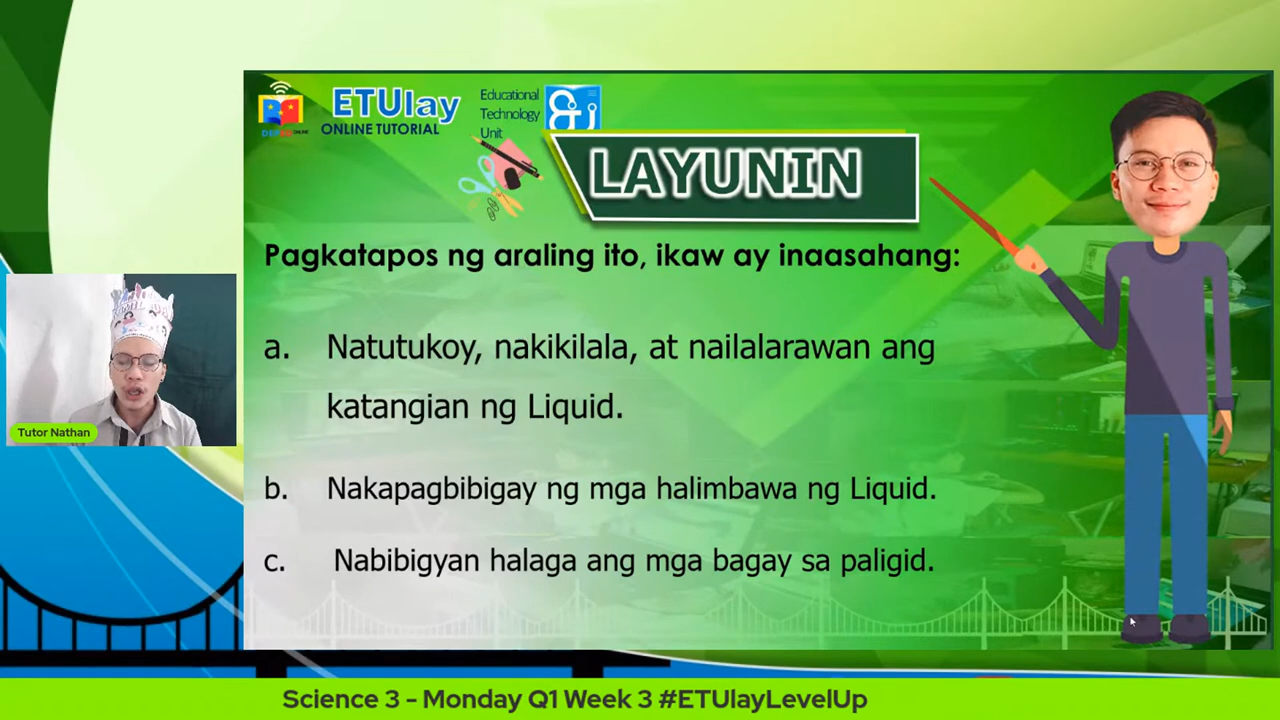 DEPED ONLINE
ETUlay
ONLINE TUTORIAL
Educational
Technology
Unit
LAYUNIN
Pagkatapos ng araling ito, ikaw ay inaasahang:
a. Natutukoy, nakikilala, at nailalarawan ang
katangian ng Liquid.
b. Nakapagbibigay ng mga halimbawa ng Liquid.
c. Nabibigyan halaga ang mga bagay sa paligid.
Tutor Nathan
Science 3 - Monday Q1 Week 3 #ETUlayLevelUp